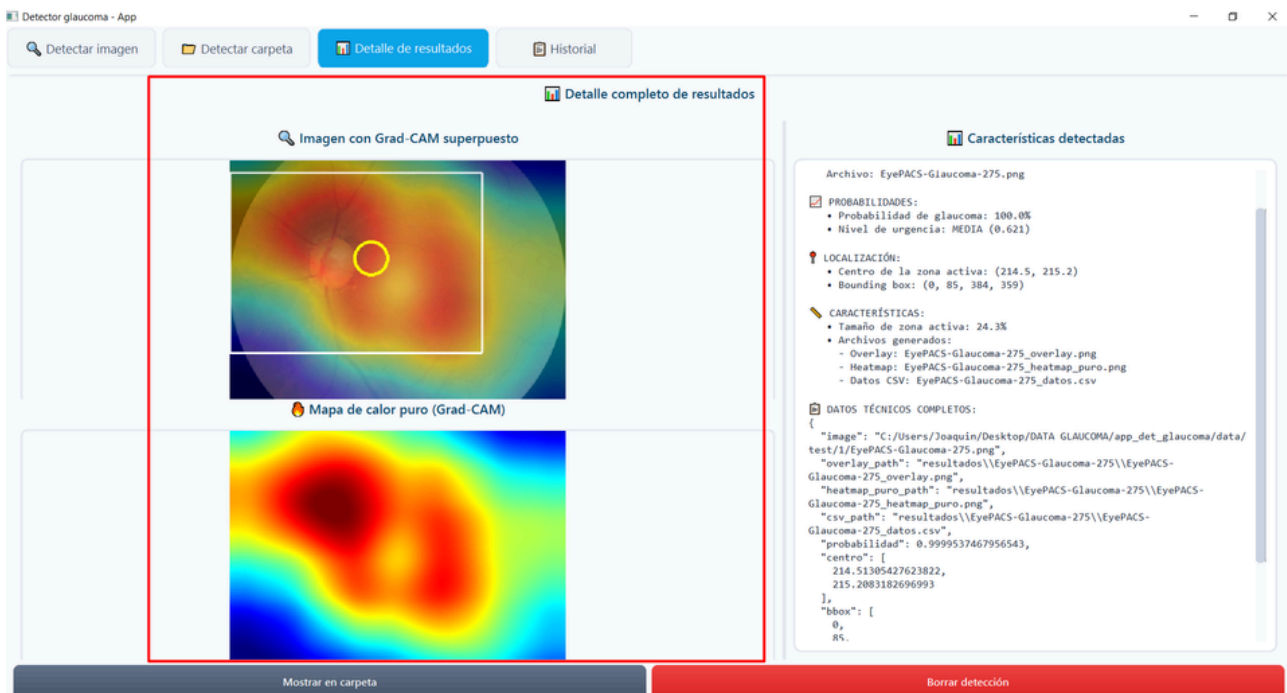 Detector glaucoma - App
Detectar imagen
Detectar carpeta
Detalle de resultados
Historial
Detalle completo de resultados
Imagen con Grad-CAM superpuesto
Mapa de calor puro (Grad-CAM)
Características detectadas
Archivo: EyePACS-Glaucoma-275.png
PROBABILIDADES:
• Probabilidad de glaucoma: 100.0%
• Nivel de urgencia: MEDIA (0.621)
LOCALIZACIÓN:
• Centro de la zona activa: (214.5, 215.2)
• Bounding box: (0, 85, 384, 359)
CARACTERÍSTICAS:
• Tamaño de zona activa: 24.3%
• Archivos generados:
- Overlay: EyePACS-Glaucoma-275_overlay.png
- Heatmap: EyePACS-Glaucoma-275_heatmap_puro.png
- Datos CSV: EyePACS-Glaucoma-275_datos.csv
DATOS TÉCNICOS COMPLETOS:
{
"image": "C:/Users/Joaquin/Desktop/DATA GLAUCOMA/app_det_glaucoma/data/
test/1/EyePACS-Glaucoma-275.png",
"overlay_path": "resultados\\EyePACS-Glaucoma-275\\EyePACS-
Glaucoma-275_overlay.png",
"heatmap_puro_path": "resultados\\EyePACS-Glaucoma-275\\EyePACS-
Glaucoma-275_heatmap_puro.png",
"csv_path": "resultados\\EyePACS-Glaucoma-275\\EyePACS-
Glaucoma-275_datos.csv",
"probabilidad": 0.9999537467956543,
"centro": [
214.51305427623822,
215.2083182696993
],
"bbox": [
0,
85,
Mostrar en carpeta
Borrar detección